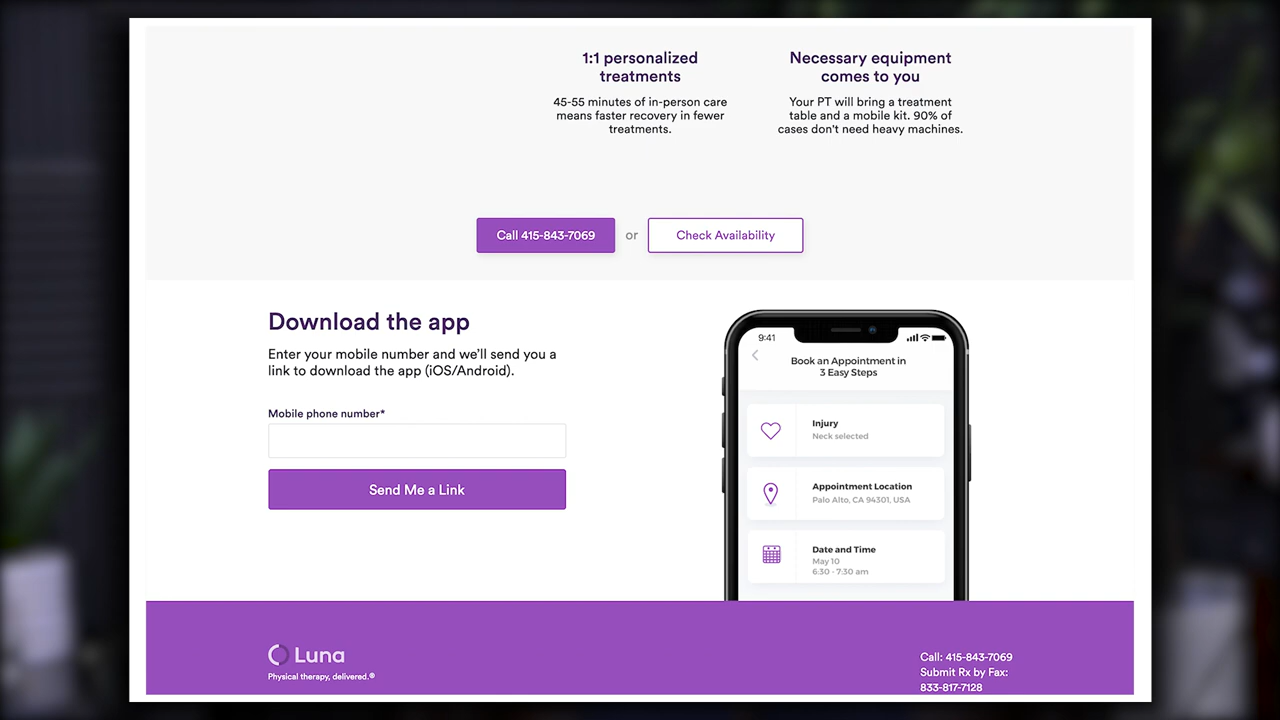 1:1 personalized
treatments
45-55 minutes of in-person care
means faster recovery in fewer
treatments.
Necessary equipment
comes to you
Your PT will bring a treatment
table and a mobile kit. 90% of
cases don't need heavy machines.
Call 415-843-7069
or
Check Availability
Download the app
Enter your mobile number and we'll send you a
link to download the app (iOS/Android).
Mobile phone number*
Send Me a Link
9:41
Book an Appointment in
3 Easy Steps
Injury
Neck selected
Appointment Location
Palo Alto, CA 94301, USA
Date and Time
May 10
6:30 - 7:30 am
Luna
Physical therapy, delivered.®
Call: 415-843-7069
Submit Rx by Fax:
833-817-7128